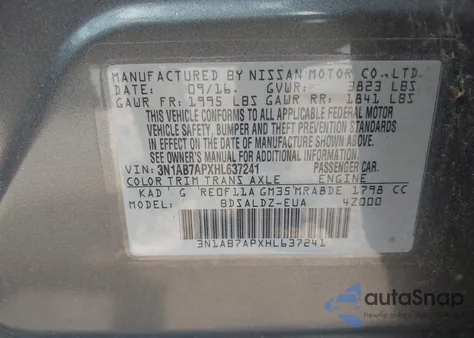 MANUFACTURED BY NISSAN MOTOR CO., LTD.
DATE: 09/16. GVWR: 3823 LBS
GAWR FR: 1995 LBS GAWR RR: 1841 LBS
THIS VEHICLE CONFORMS TO ALL APPLICABLE FEDERAL MOTOR
VEHICLE SAFETY, BUMPER AND THEFT PREVENTION STANDARDS
IN EFFECT ON THE DATE OF MANUFACTURE SHOWN ABOVE.
SEE OWNER'S MANUAL FOR ADDITIONAL INFORMATION
VIN: 3N1AB7APXHL637241 PASSENGER CAR.
COLOR TRIM TRANS AXLE ENGINE
KAD G RE0F11A GM35 MRA8DE 1798 CC
MODEL: BDSALDZ-EUA 4Z000
3N1AB7APXHL637241
autoSnap